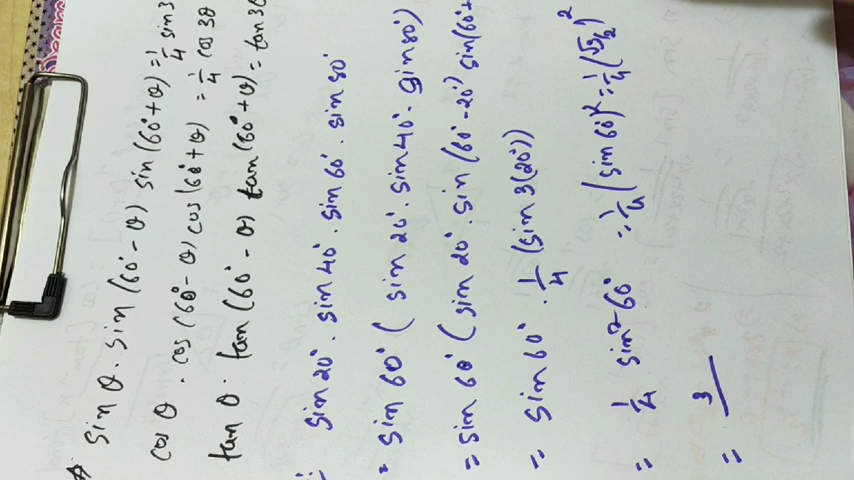 sin θ · sin (60° - θ) sin (60° + θ) = 1/4 sin 3
cos θ · cos (60° - θ) cos (60° + θ) = 1/4 cos 3θ
tan θ · tan (60° - θ) tan (60° + θ) = tan 3θ
sin 20° · sin 40° · sin 60° · sin 80°
= sin 60° ( sin 20° · sin 40° · sin 80°)
= sin 60° ( sin 20° · sin (60° - 20°) sin (60° +
= sin 60° · 1/4 (sin 3(20°))
= 1/4 sin² 60° = 1/4 (sin 60°)² = 1/4 (√3/2)²
= 3